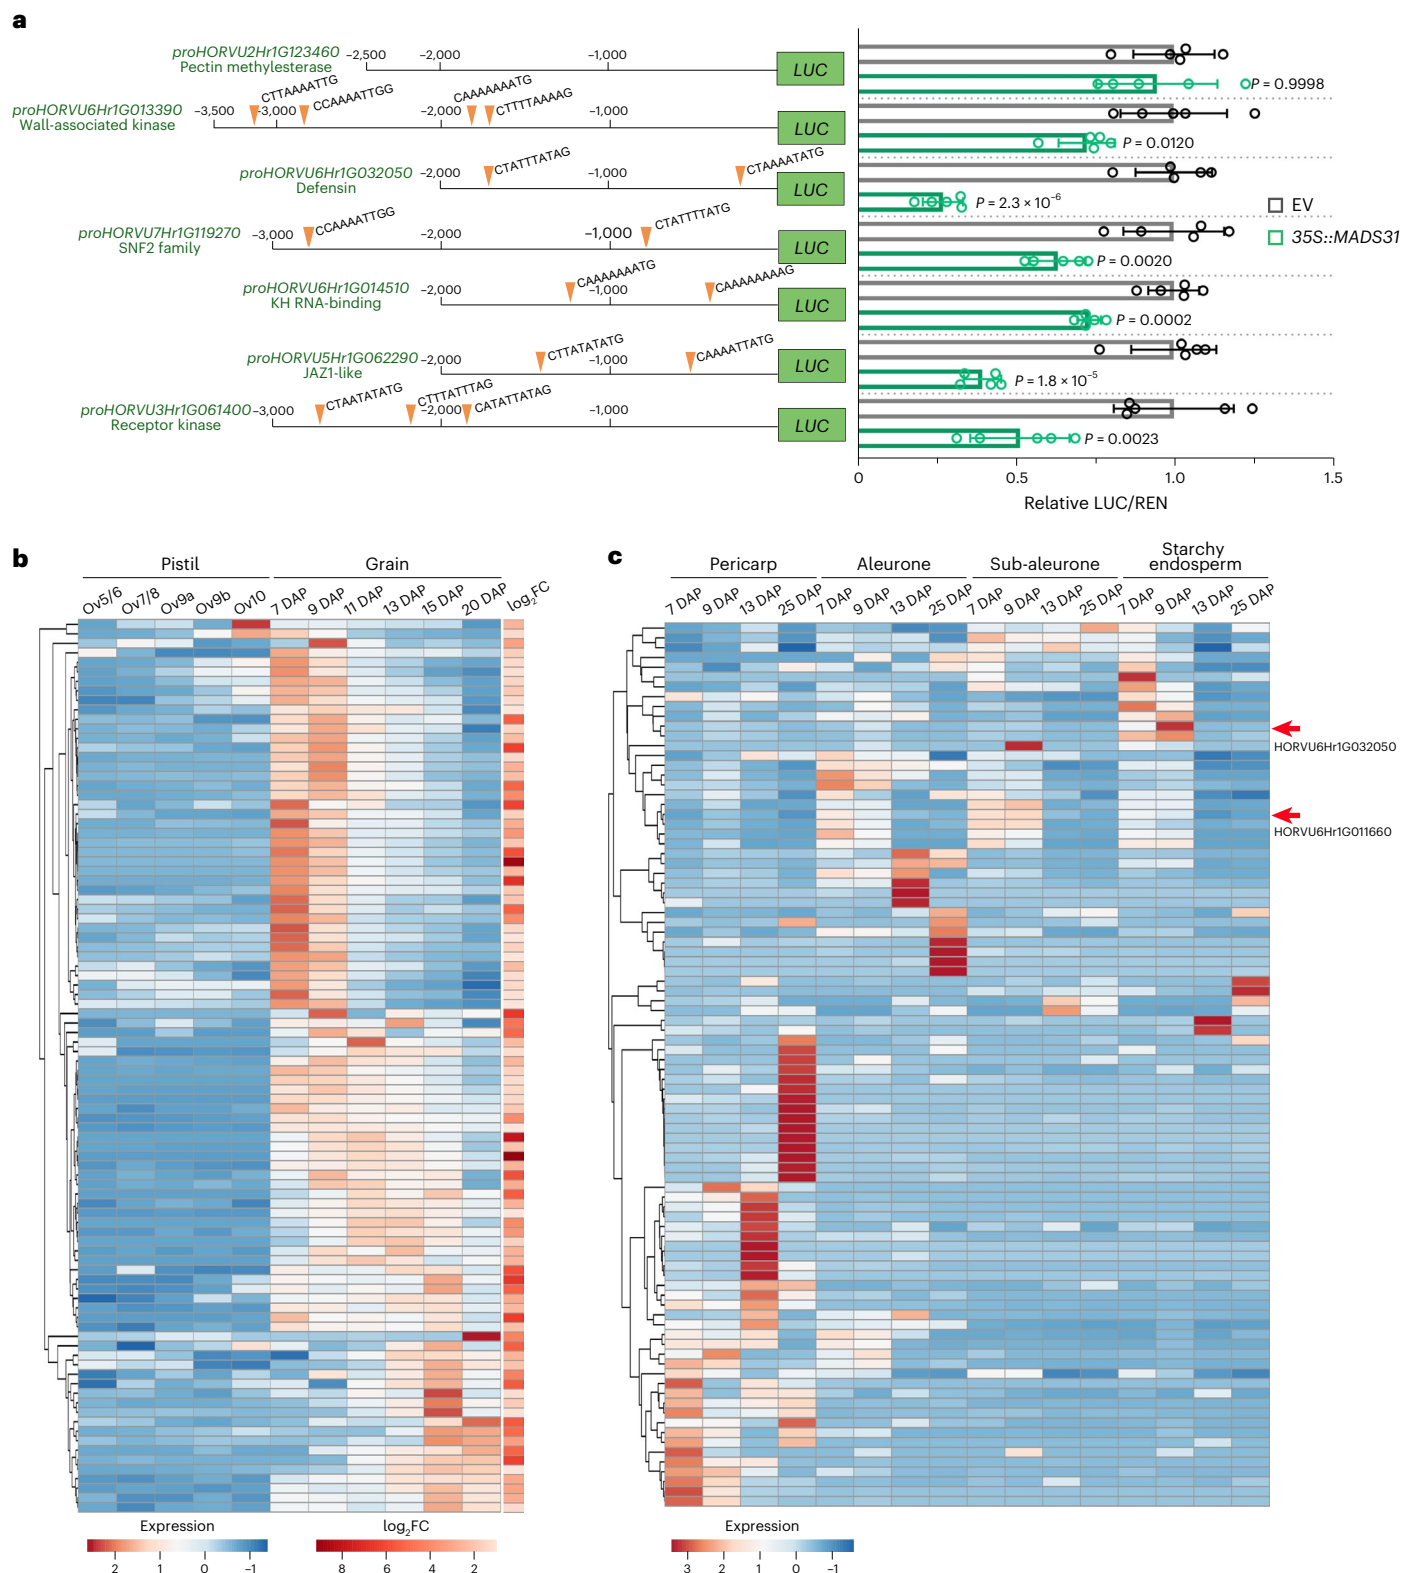 a
proHORVU2Hr1G123460
Pectin methylesterase
−2,500
−2,000
−1,000
LUC
P = 0.9998
proHORVU6Hr1G013390
Wall-associated kinase
−3,500
CTTAAAATTG
−3,000
CCAAAATTGG
−2,000
CAAAAAAATG
CTTTTAAAAG
−1,000
LUC
P = 0.0120
proHORVU6Hr1G032050
Defensin
−2,000
CTATTTATAG
−1,000
CTAAAATATG
LUC
P = 2.3 × 10−6
EV
35S::MADS31
proHORVU7Hr1G119270
SNF2 family
−3,000
CCAAAATTGG
−2,000
−1,000
CTATTTTATG
LUC
P = 0.0020
proHORVU6Hr1G014510
KH RNA-binding
−2,000
CAAAAAAATG
−1,000
CAAAAAAAAG
LUC
P = 0.0002
proHORVU5Hr1G062290
JAZ1-like
−2,000
CTTATATATG
−1,000
CAAAATTATG
LUC
P = 1.8 × 10−5
proHORVU3Hr1G061400
Receptor kinase
−3,000
CTAATATATG
CTTTATTTAG
−2,000
CATATTATAG
−1,000
LUC
P = 0.0023
0
0.5
1.0
1.5
Relative LUC/REN
b
Pistil
Grain
Ov5/6
Ov7/8
Ov9a
Ov9b
Ov10
7 DAP
9 DAP
11 DAP
13 DAP
15 DAP
20 DAP
log2FC
Expression
2
1
0
−1
log2FC
8
6
4
2
c
Pericarp
Aleurone
Sub-aleurone
Starchy
endosperm
7 DAP
9 DAP
13 DAP
25 DAP
7 DAP
9 DAP
13 DAP
25 DAP
7 DAP
9 DAP
13 DAP
25 DAP
7 DAP
9 DAP
13 DAP
25 DAP
HORVU6Hr1G032050
HORVU6Hr1G011660
Expression
3
2
1
0
−1